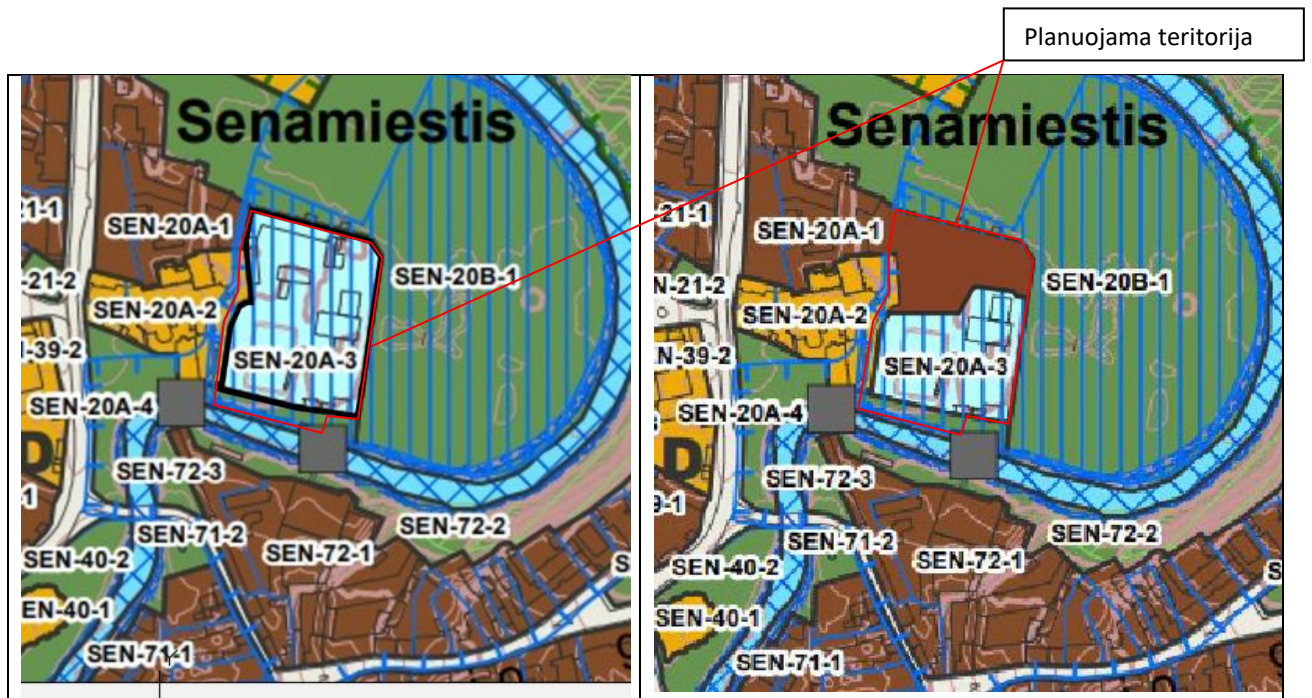 Planuojama teritorija
Senamiestis
21-1
SEN-20A-1
-21-2
SEN-20B-1
SEN-20A-2
-39-2
SEN-20A-3
SEN-20A-4
D
SEN-72-3
SEN-71-2
SEN-72-2
SEN-72-1
SEN-40-2
S
EN-40-1
SEN-71-1
Senamiestis
-21-1
SEN-20A-1
N-21-2
SEN-20B-1
SEN-20A-2
N-39-2
SEN-20A-3
SEN-20A-4
D
9-1
SEN-72-3
SEN-71-2
SEN-72-2
SEN-72-1
SEN-40-2
S
SEN-40-1
SEN-71-1